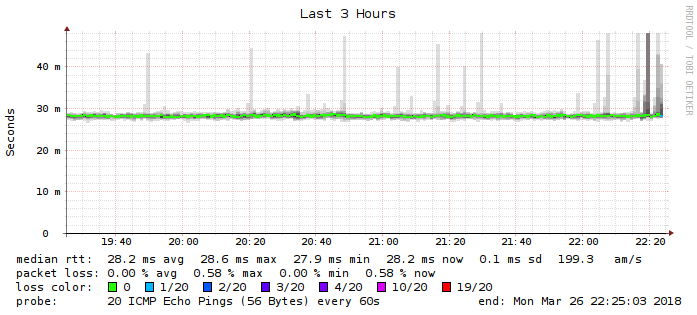 Last 3 Hours
RRDTOOL / TOBI OETIKER
Seconds
40 m
30 m
20 m
10 m
0
19:40 20:00 20:20 20:40 21:00 21:20 21:40 22:00 22:20
median rtt: 28.2 ms avg 28.6 ms max 27.9 ms min 28.2 ms now 0.1 ms sd 199.3 am/s
packet loss: 0.00 % avg 0.58 % max 0.00 % min 0.58 % now
loss color: 0 1/20 2/20 3/20 4/20 10/20 19/20
probe: 20 ICMP Echo Pings (56 Bytes) every 60s end: Mon Mar 26 22:25:03 2018